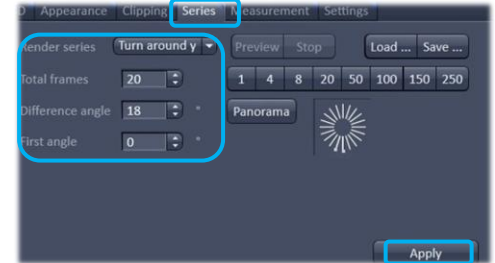 Appearance Clipping Series Measurement Settings
Render series Turn around y Preview Stop Load ... Save ...
Total frames 20 1 4 8 20 50 100 150 250
Difference angle 18 ° Panorama
First angle 0 °
Apply